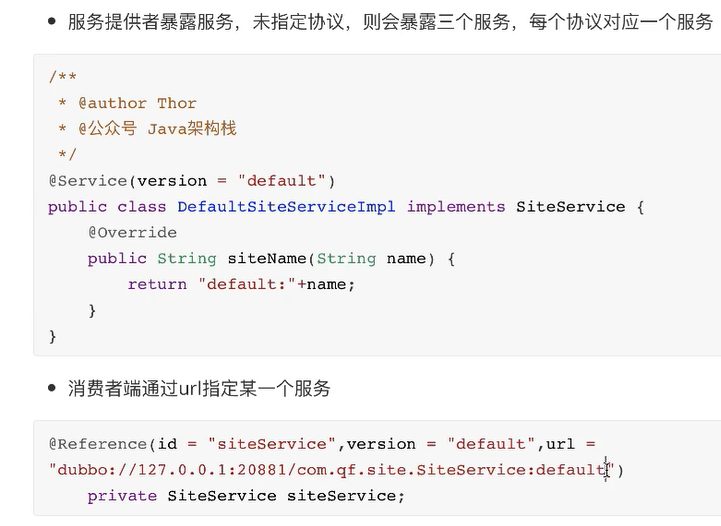 服务提供者暴露服务，未指定协议，则会暴露三个服务，每个协议对应一个服务
/**
 * @author Thor
 * @公众号 Java架构栈
 */
@Service(version = "default")
public class DefaultSiteServiceImpl implements SiteService {
    @Override
    public String siteName(String name) {
        return "default:"+name;
    }
}
消费者端通过url指定某一个服务
@Reference(id = "siteService",version = "default",url =
"dubbo://127.0.0.1:20881/com.qf.site.SiteService:default")
    private SiteService siteService;